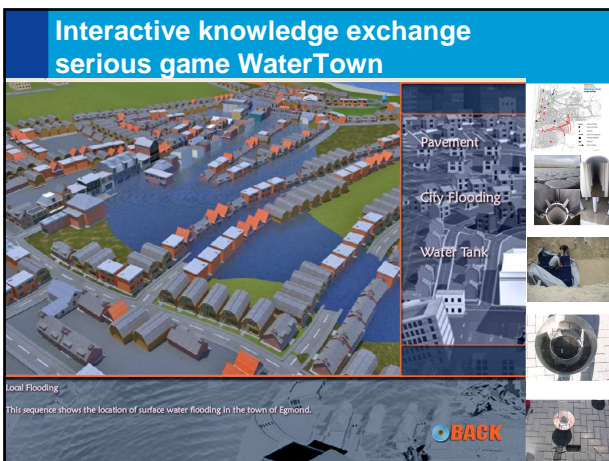 Interactive knowledge exchange
serious game WaterTown
Pavement
City Flooding
Water Tank
Local Flooding
This sequence shows the location of surface water flooding in the town of Egmond.
BACK